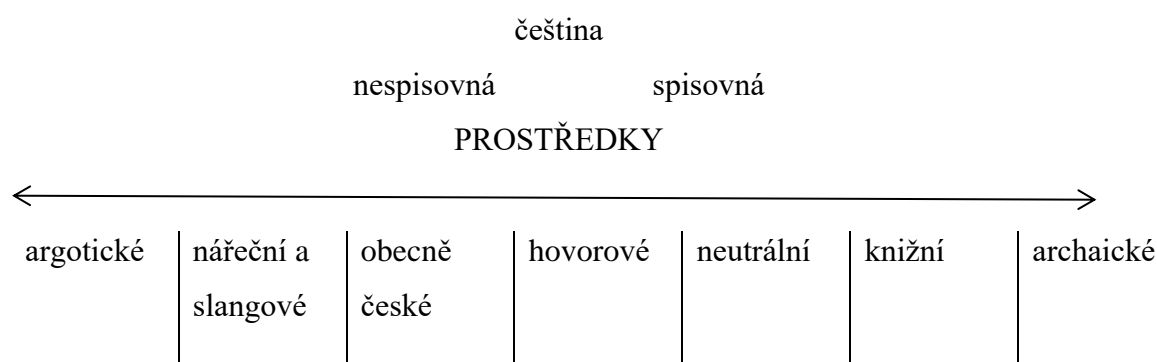 čeština
nespisovná spisovná
PROSTŘEDKY
argotické nářeční a obecně hovorové neutrální knižní archaické
slangové české